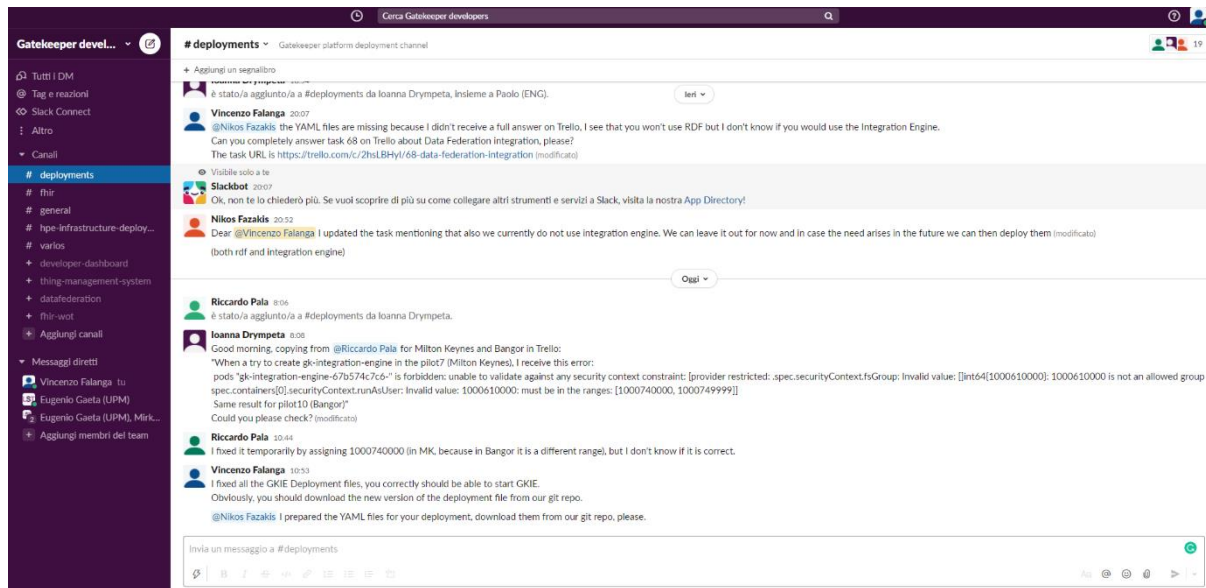 Cerca Gatekeeper developers
Gatekeeper devel...
Tutti i DM
Tag e reazioni
Slack Connect
Altro
Canali
# deployments
# fhir
# general
# hpe-infrastructure-deploy...
# varios
+ developer-dashboard
+ thing-management-system
+ datafederation
+ fhir-wot
+ Aggiungi canali
Messaggi diretti
Vincenzo Falanga tu
Eugenio Gaeta (UPM)
Eugenio Gaeta (UPM), Mirk...
+ Aggiungi membri del team
# deployments Gatekeeper platform deployment channel
19
+ Aggiungi un segnalibro
Ioanna Drympeta
è stato/a aggiunto/a a #deployments da Ioanna Drympeta, insieme a Paolo (ENG).
Ieri
Vincenzo Falanga 20:07
@Nikos Fazakis the YAML files are missing because I didn't receive a full answer on Trello, I see that you won't use RDF but I don't know if you would use the Integration Engine.
Can you completely answer task 68 on Trello about Data Federation integration, please?
The task URL is https://trello.com/c/2hsLBHyI/68-data-federation-integration (modificato)
Visibile solo a te
Slackbot 20:07
Ok, non te lo chiederò più. Se vuoi scoprire di più su come collegare altri strumenti e servizi a Slack, visita la nostra App Directory!
Nikos Fazakis 20:52
Dear @Vincenzo Falanga I updated the task mentioning that also we currently do not use integration engine. We can leave it out for now and in case the need arises in the future we can then deploy them (modificato)
(both rdf and integration engine)
Oggi
Riccardo Pala 8:06
è stato/a aggiunto/a a #deployments da Ioanna Drympeta.
Ioanna Drympeta 8:08
Good morning, copying from @Riccardo Pala for Milton Keynes and Bangor in Trello:
"When a try to create gk-integration-engine in the pilot7 (Milton Keynes), I receive this error:
pods "gk-integration-engine-67b574c7c6-" is forbidden: unable to validate against any security context constraint: [provider restricted: .spec.securityContext.fsGroup: Invalid value: []int64{1000610000}: 1000610000 is not an allowed group
spec.containers[0].securityContext.runAsUser: Invalid value: 1000610000: must be in the ranges: [1000740000, 1000749999]]
Same result for pilot10 (Bangor)"
Could you please check? (modificato)
Riccardo Pala 10:44
I fixed it temporarily by assigning 1000740000 (in MK, because in Bangor it is a different range), but I don't know if it is correct.
Vincenzo Falanga 10:53
I fixed all the GKIE Deployment files, you correctly should be able to start GKIE.
Obviously, you should download the new version of the deployment file from our git repo.
@Nikos Fazakis I prepared the YAML files for your deployment, download them from our git repo, please.
Invia un messaggio a #deployments